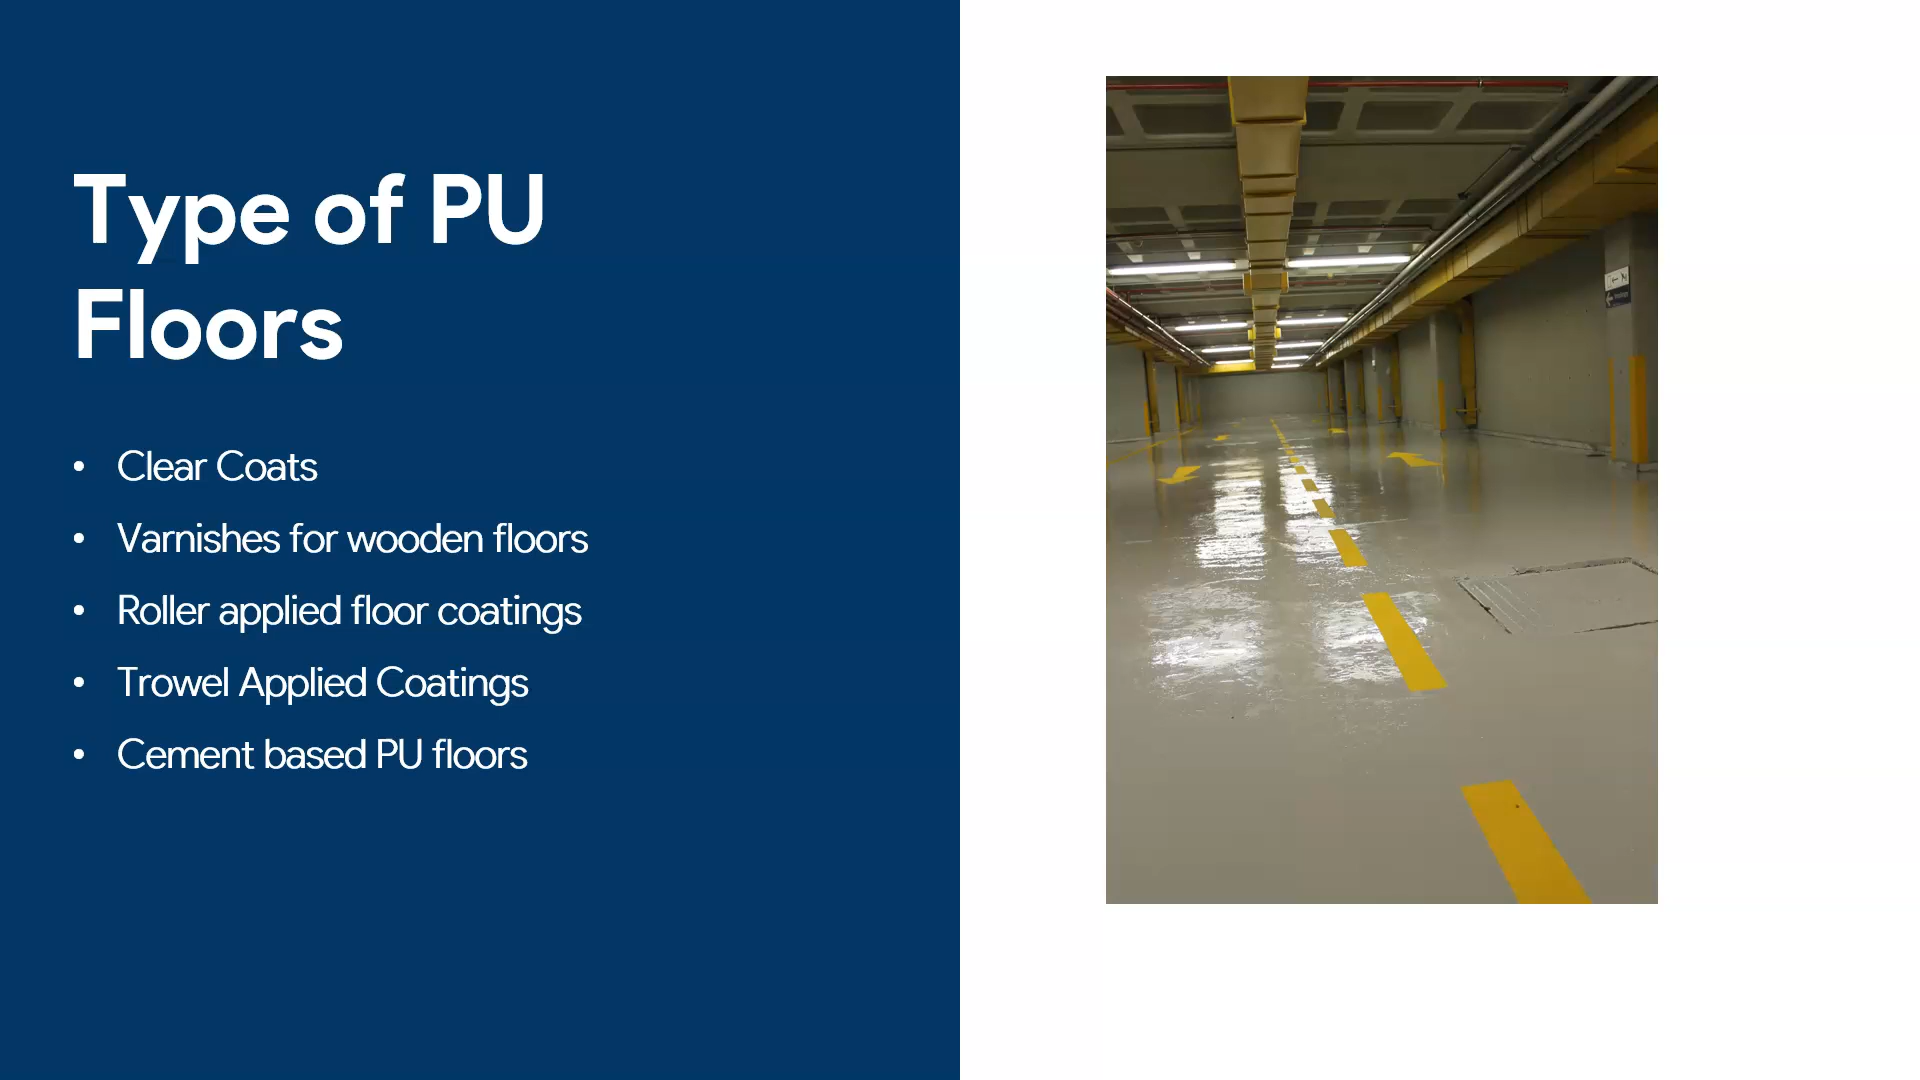 Type of PU
Floors
• Clear Coats
• Varnishes for wooden floors
• Roller applied floor coatings
• Trowel Applied Coatings
• Cement based PU floors